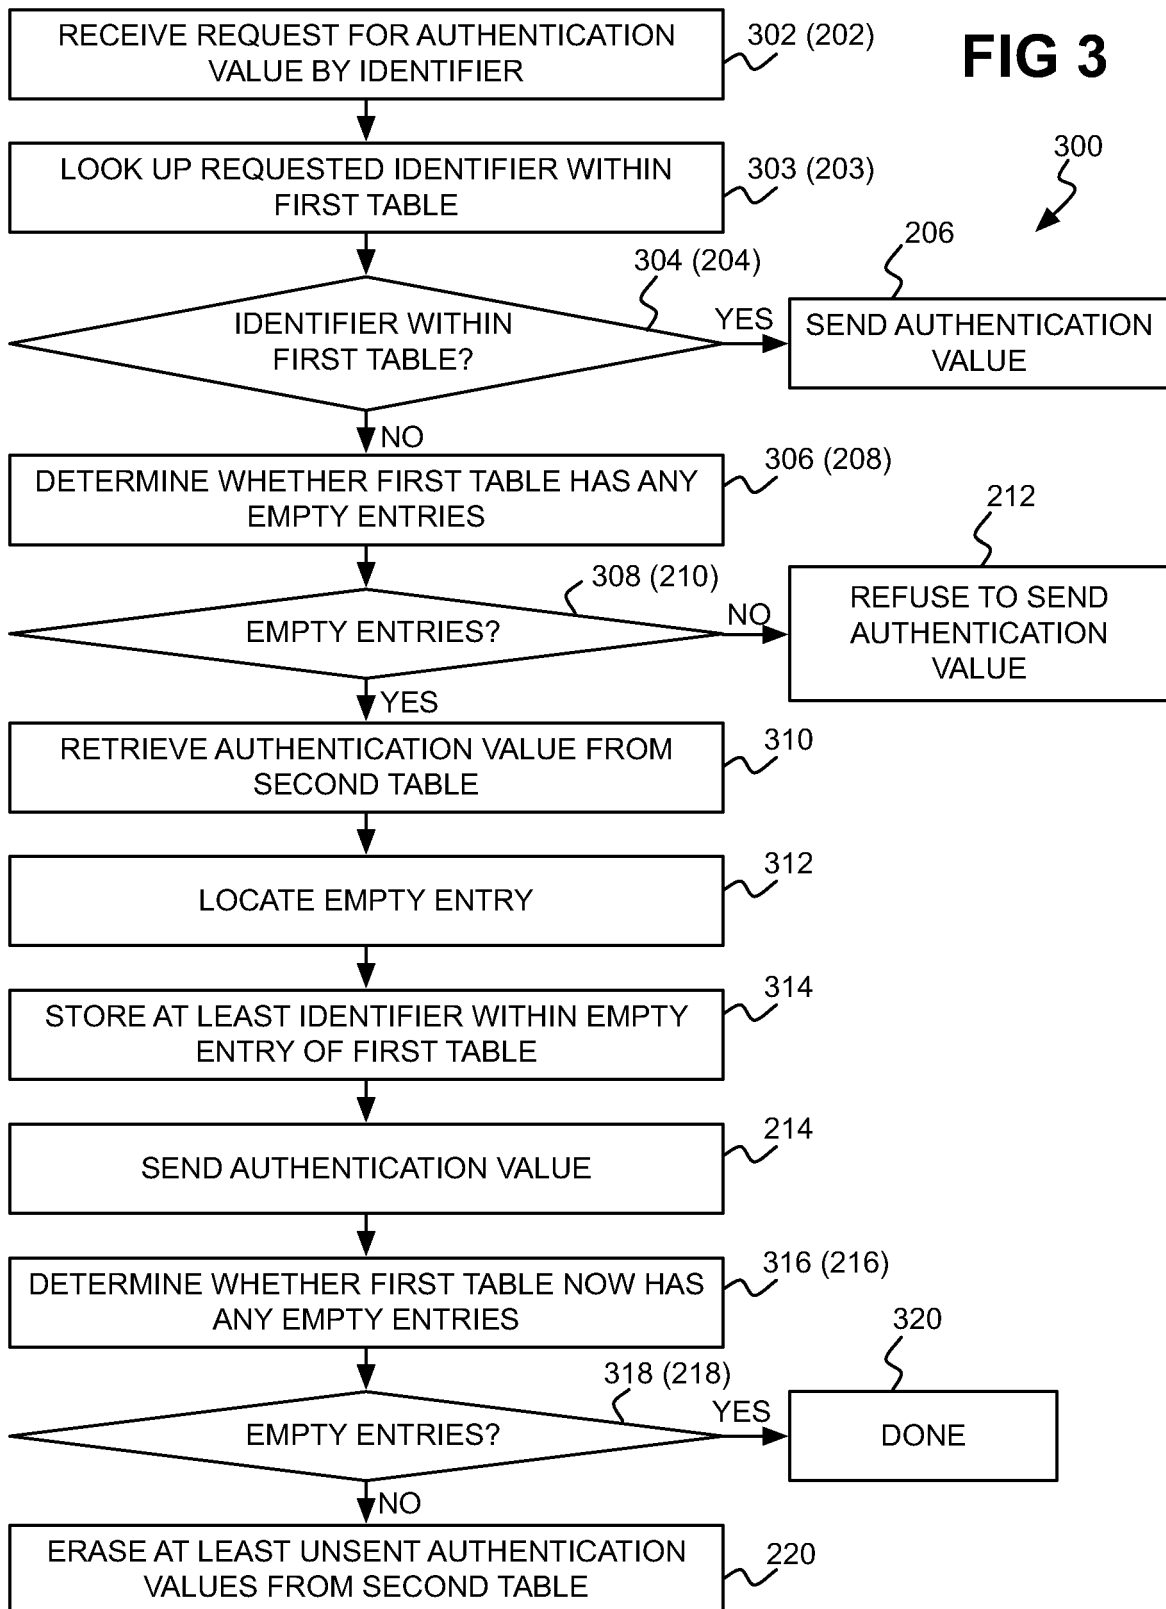 RECEIVE REQUEST FOR AUTHENTICATION
VALUE BY IDENTIFIER
302 (202)
FIG 3
LOOK UP REQUESTED IDENTIFIER WITHIN
FIRST TABLE
303 (203)
300
304 (204)
206
IDENTIFIER WITHIN
FIRST TABLE?
YES
SEND AUTHENTICATION
VALUE
NO
DETERMINE WHETHER FIRST TABLE HAS ANY
EMPTY ENTRIES
306 (208)
212
308 (210)
EMPTY ENTRIES?
NO
REFUSE TO SEND
AUTHENTICATION
VALUE
YES
RETRIEVE AUTHENTICATION VALUE FROM
SECOND TABLE
310
LOCATE EMPTY ENTRY
312
STORE AT LEAST IDENTIFIER WITHIN EMPTY
ENTRY OF FIRST TABLE
314
SEND AUTHENTICATION VALUE
214
DETERMINE WHETHER FIRST TABLE NOW HAS
ANY EMPTY ENTRIES
316 (216)
320
318 (218)
EMPTY ENTRIES?
YES
DONE
NO
ERASE AT LEAST UNSENT AUTHENTICATION
VALUES FROM SECOND TABLE
220